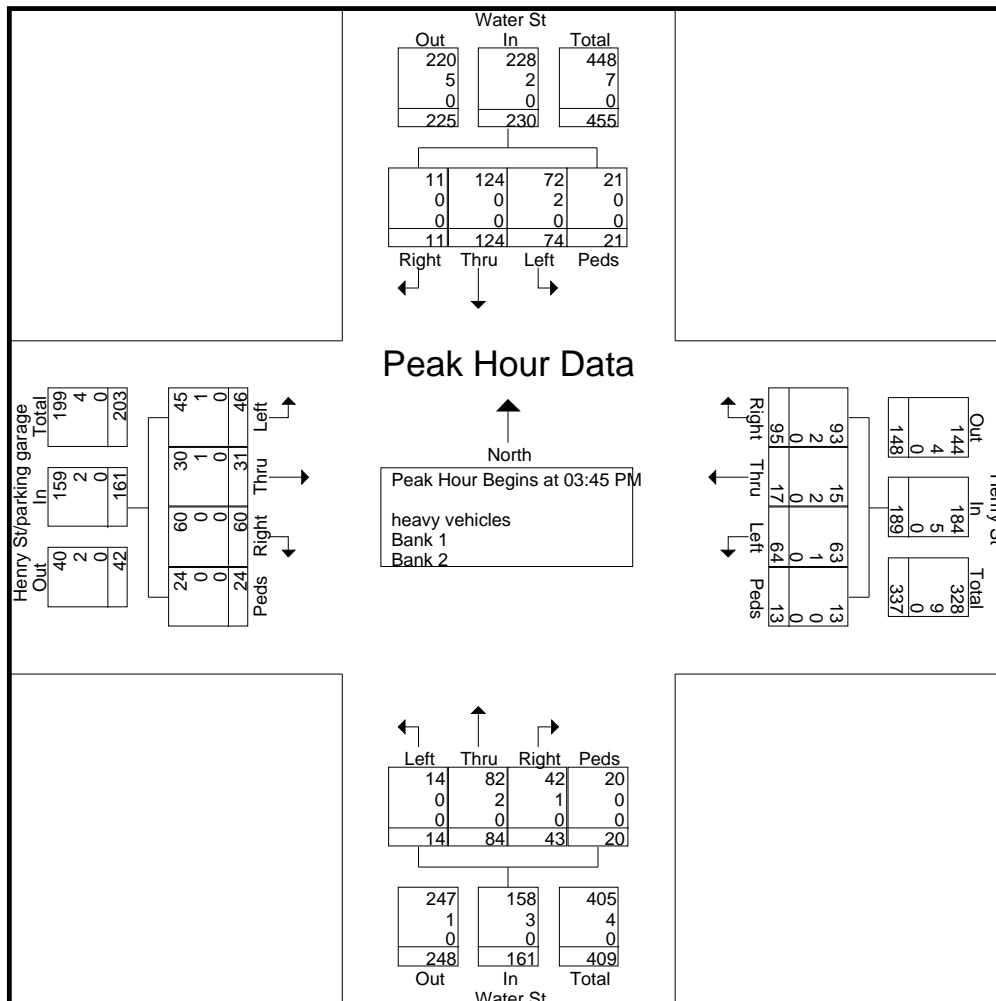 Water St
Out In Total
220 228 448
5 2 7
0 0 0
225 230 455
11 124 72 21
0 0 2 0
0 0 0 0
11 124 74 21
Right Thru Left Peds
Peak Hour Data
North
Peak Hour Begins at 03:45 PM
heavy vehicles
Bank 1
Bank 2
Henry St/parking garage
Out In Total
40 159 199
2 2 4
0 0 0
42 161 203
24 60 30 45
0 0 1 1
0 0 0 0
24 60 31 46
Peds Right Thru Left
Henry St
Out In Total
144 184 328
4 5 9
0 0 0
148 189 337
93 15 63 13
2 2 1 0
0 0 0 0
95 17 64 13
Right Thru Left Peds
Left Thru Right Peds
14 82 42 20
0 2 1 0
0 0 0 0
14 84 43 20
247 158 405
1 3 4
0 0 0
248 161 409
Out In Total
Water St